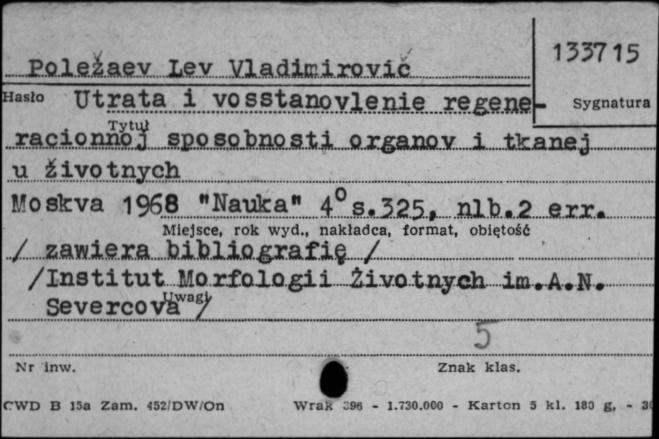 133715
Poležaev Lev Vladimirovič
Hasło Utrata i vosstanovlenie regene- Sygnatura
Tytuł
racionnoj sposobnosti organov i tkanej
u životnych
Moskva 1968 "Nauka" 4° s.325, nlb.2 err.
Miejsce, rok wyd., nakładca, format, objętość
/ zawiera bibliografię /
/Institut Morfologii Životnych im.A.N.
Uwagi
Severcova /
5
Nr inw. Znak klas.
CWD B 15a Zam. 452/DW/On Wrak 396 - 1.730.000 - Karton 5 kl. 180 g. - 30